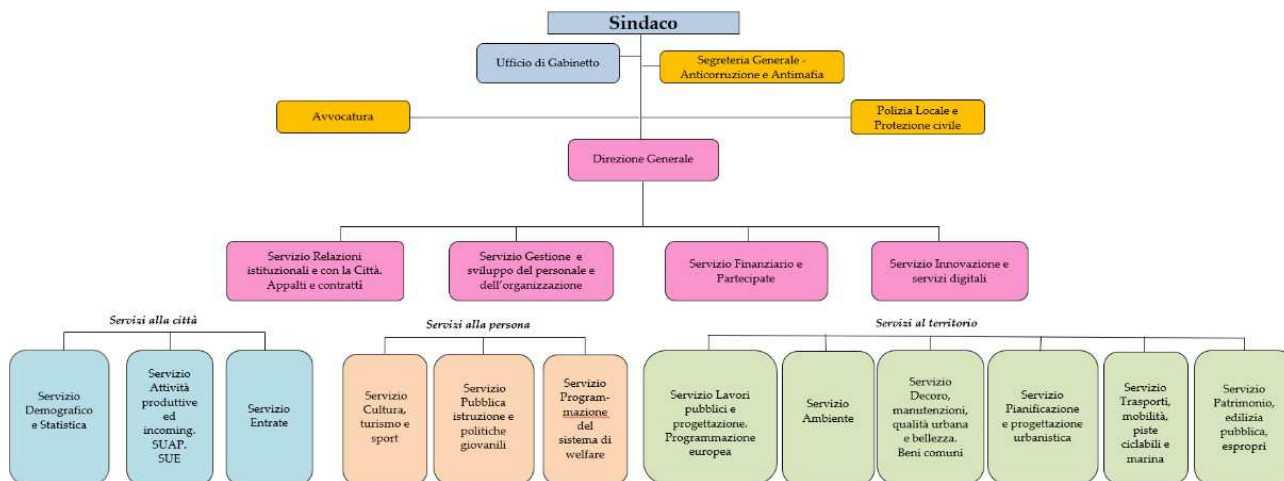 Sindaco
Ufficio di Gabinetto
Segreteria Generale -
Anticorruzione e Antimafia
Avvocatura
Polizia Locale e
Protezione civile
Direzione Generale
Servizio Relazioni
istituzionali e con la Città.
Appalti e contratti
Servizio Gestione e
sviluppo del personale e
dell'organizzazione
Servizio Finanziario e
Partecipate
Servizio Innovazione e
servizi digitali
Servizi alla città
Servizi alla persona
Servizi al territorio
Servizio
Demografico
e Statistica
Servizio
Attività
produttive
ed
incoming.
SUAP.
SUE
Servizio
Entrate
Servizio
Cultura,
turismo e
sport
Servizio
Pubblica
istruzione e
politiche
giovanili
Servizio
Program-
mazione
del
sistema di
welfare
Servizio Lavori
pubblici e
progettazione.
Programmazione
europea
Servizio
Ambiente
Servizio
Decoro,
manutenzioni,
qualità urbana
e bellezza.
Beni comuni
Servizio
Pianificazione
e progettazione
urbanistica
Servizio
Trasporti,
mobilità,
piste
ciclabili e
marina
Servizio
Patrimonio,
edilizia
pubblica,
espropri